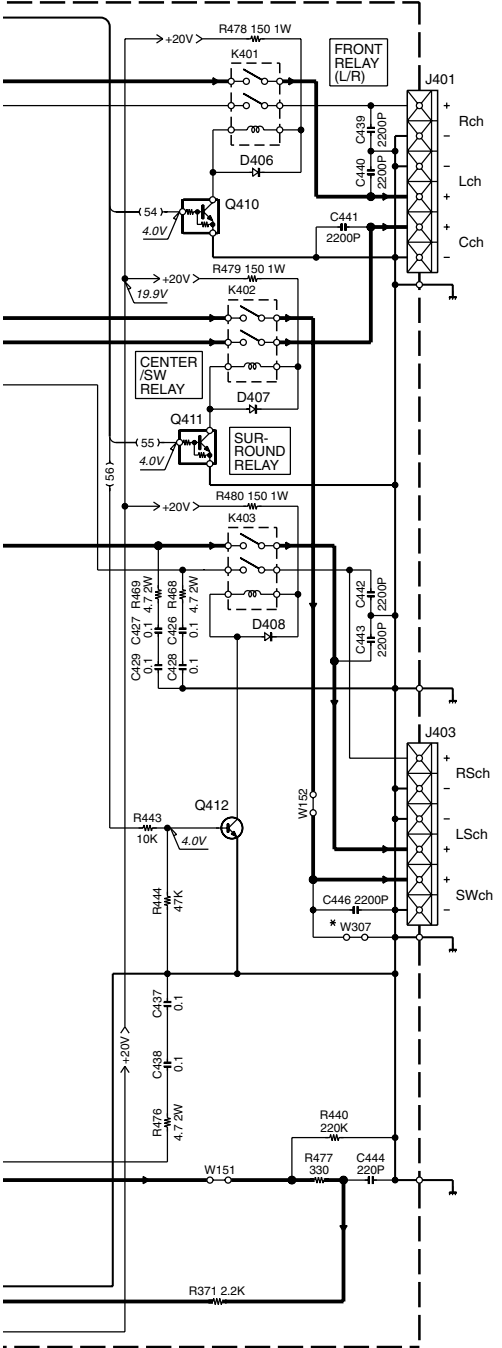 R478 150 1W
+20V
K401
FRONT
RELAY
(L/R)
J401
+
Rch
−
C439
2200P
C440
2200P
−
Lch
+
D406
Q410
(54)
4.0V
C441
2200P
+
Cch
−
+20V
R479 150 1W
19.9V
K402
CENTER
/SW
RELAY
D407
Q411
(55)
4.0V
SUR-
ROUND
RELAY
(56)
+20V
R480 150 1W
K403
R469
4.7 2W
R468
4.7 2W
C427
0.1
C426
0.1
C429
0.1
C428
0.1
D408
C442
2200P
C443
2200P
J403
+
RSch
−
−
LSch
+
+
SWch
−
W152
Q412
R443
10K
4.0V
R444
47K
C446 2200P
* W307
C437
0.1
+20V
C438
0.1
R476
4.7 2W
R440
220K
W151
R477
330
C444
220P
R371 2.2K